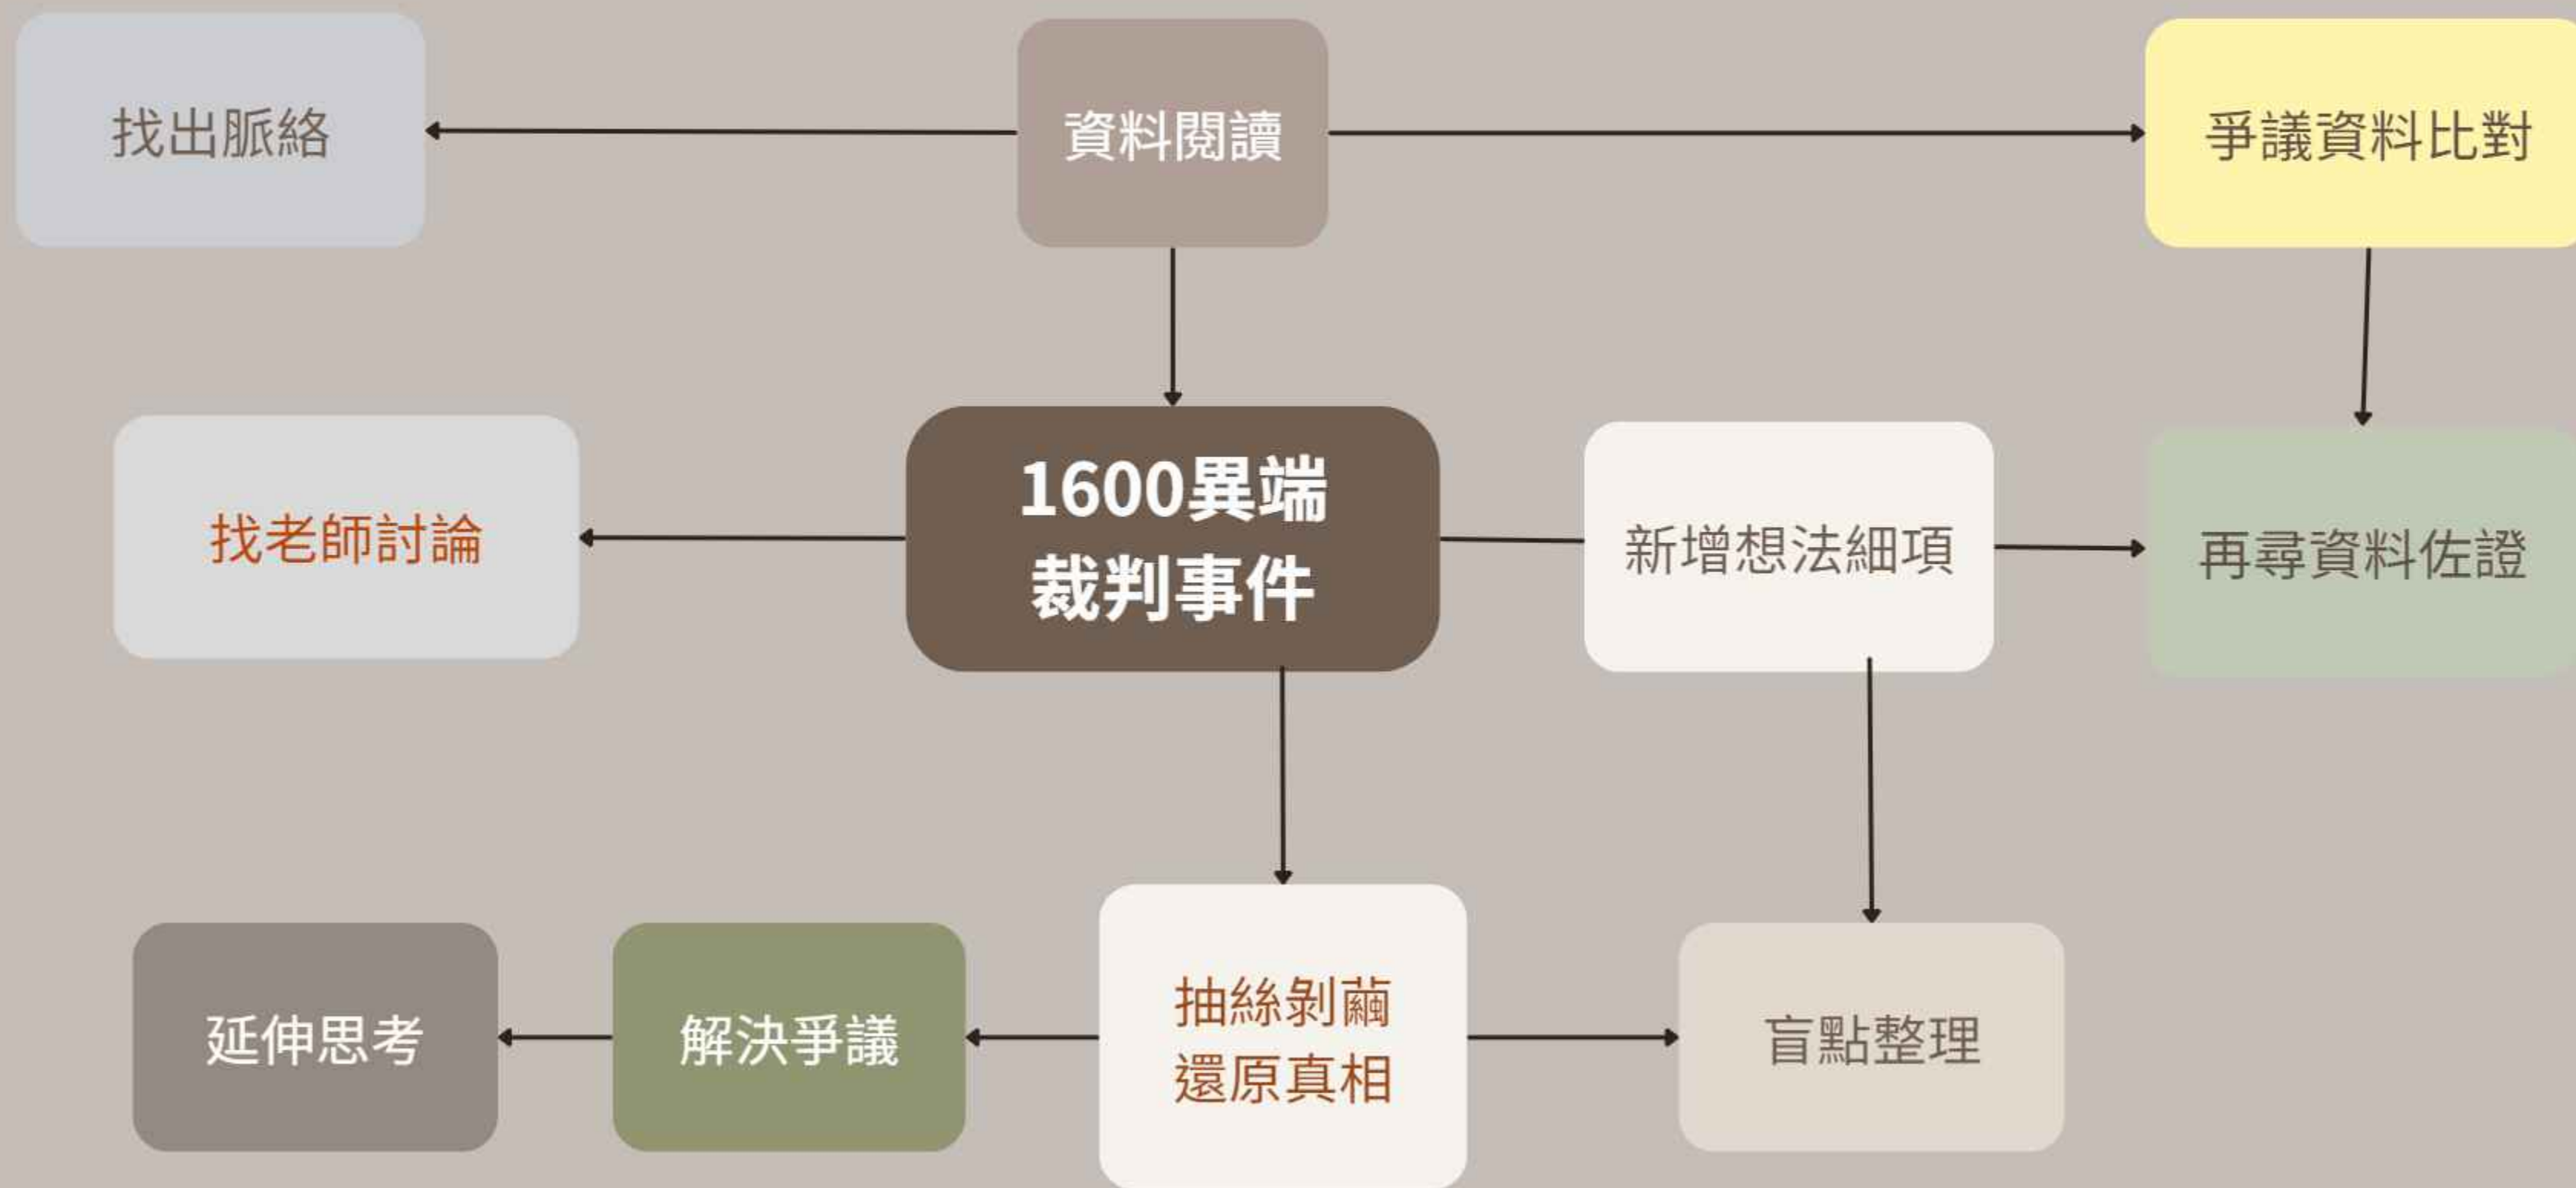 找出脈絡
資料閱讀
爭議資料比對
找老師討論
1600異端
裁判事件
新增想法細項
再尋資料佐證
延伸思考
解決爭議
抽絲剝繭
還原真相
盲點整理